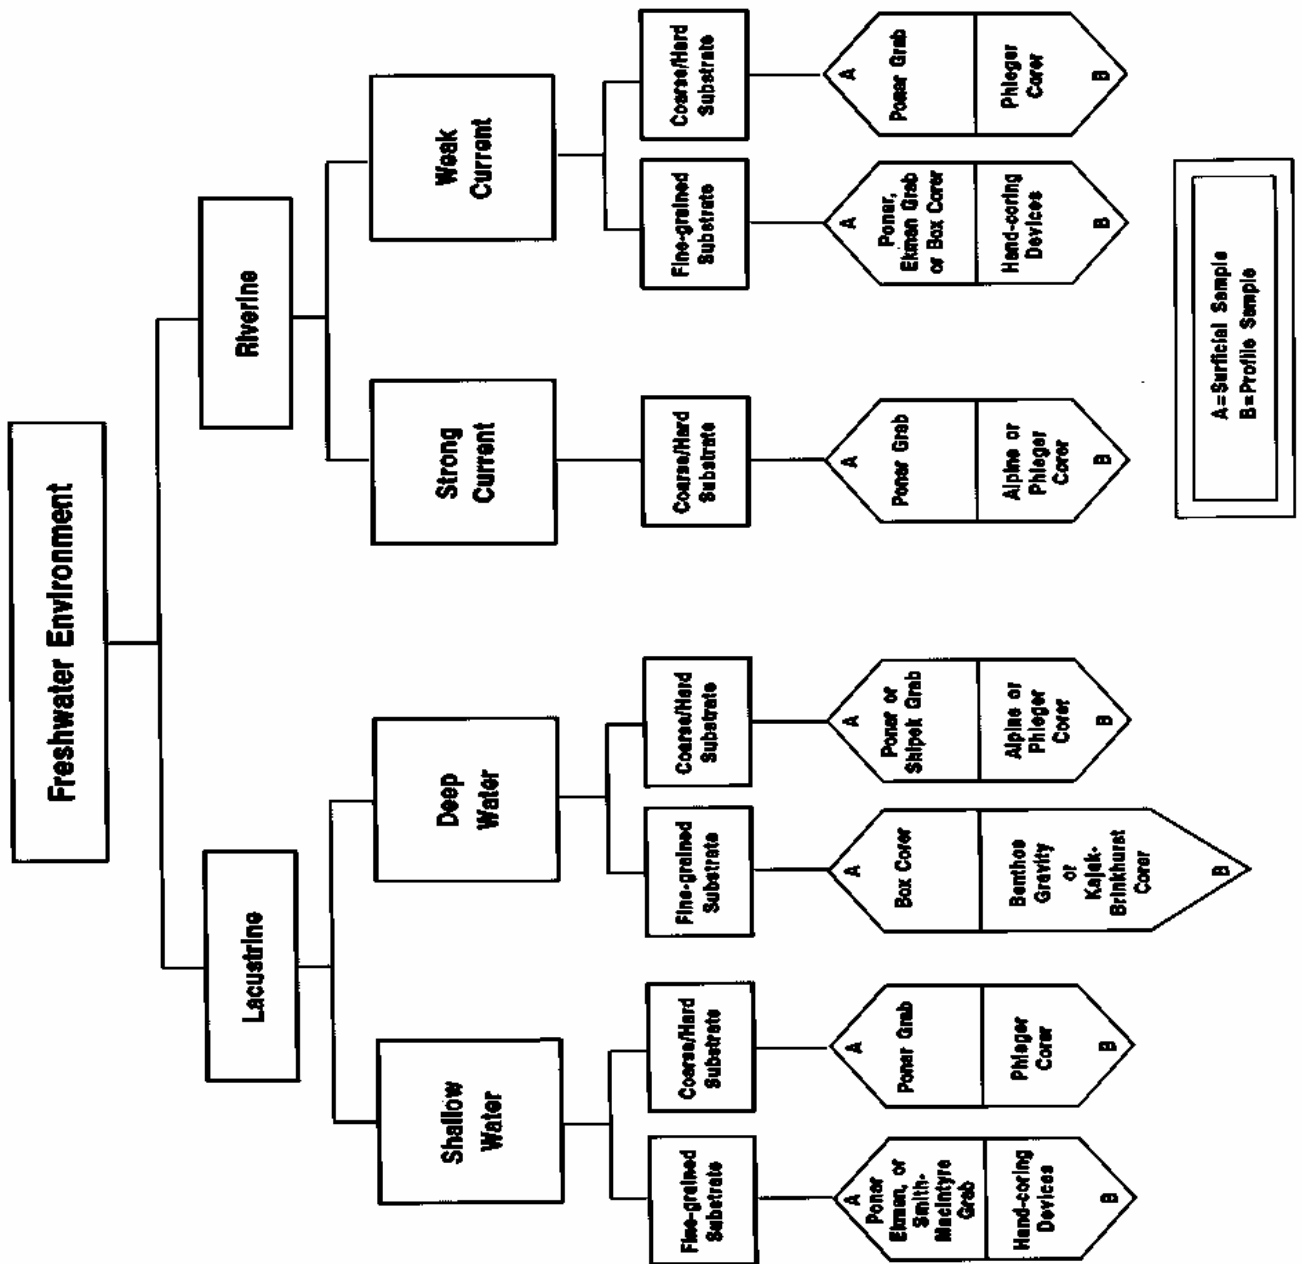 Freshwater Environment
Lacustrine
Riverine
Shallow
Water
Deep
Water
Strong
Current
Weak
Current
Fine-grained
Substrate
Coarse/Hard
Substrate
Fine-grained
Substrate
Coarse/Hard
Substrate
Coarse/Hard
Substrate
Fine-grained
Substrate
Coarse/Hard
Substrate
A
Ponar
Ekman, or
Smith-
MacIntyre
Grab
Hand-coring
Devices
B
A
Ponar Grab
Phleger
Corer
B
A
Box Corer
Benthos
Gravity
or
Kajak-
Brinkhurst
Corer
B
A
Ponar or
Shipek Grab
Alpine or
Phleger
Corer
B
A
Ponar Grab
Alpine or
Phleger
Corer
B
A
Ponar,
Ekman Grab
or Box Corer
Hand-coring
Devices
B
A
Ponar Grab
Phleger
Corer
B
A=Surficial Sample
B=Profile Sample